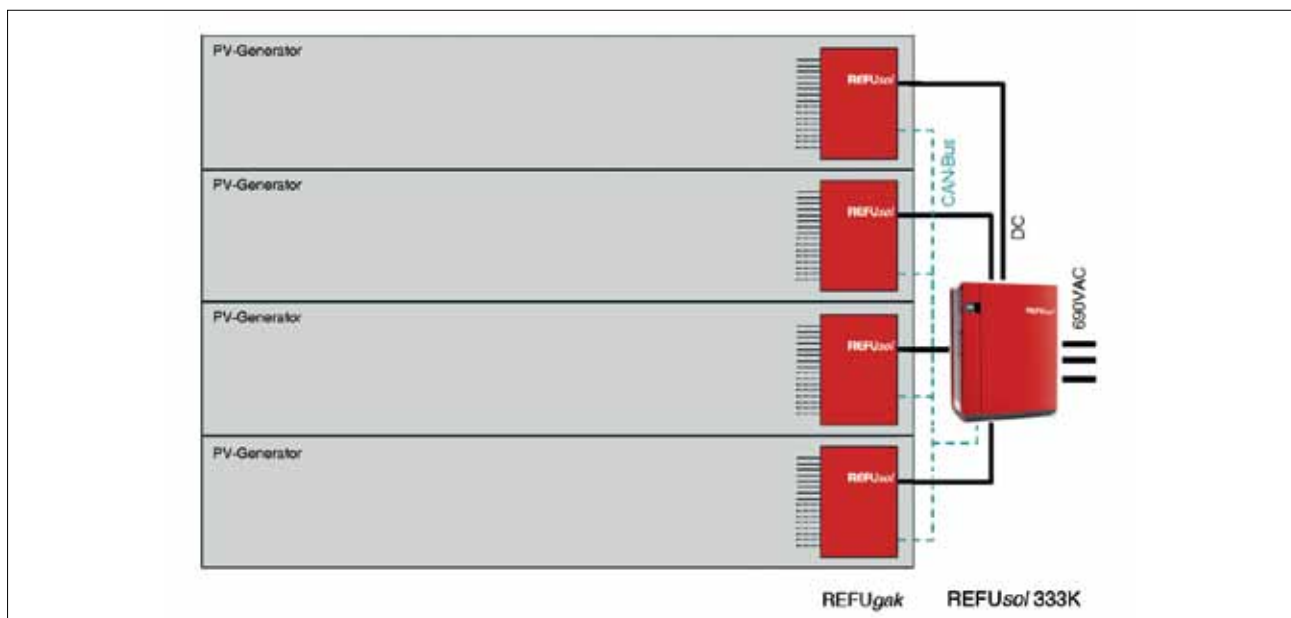 PV-Generator
REFUsol
CAN-Bus
DC
PV-Generator
REFUsol
690VAC
REFUsol
PV-Generator
REFUsol
PV-Generator
REFUsol
REFUgak
REFUsol 333K